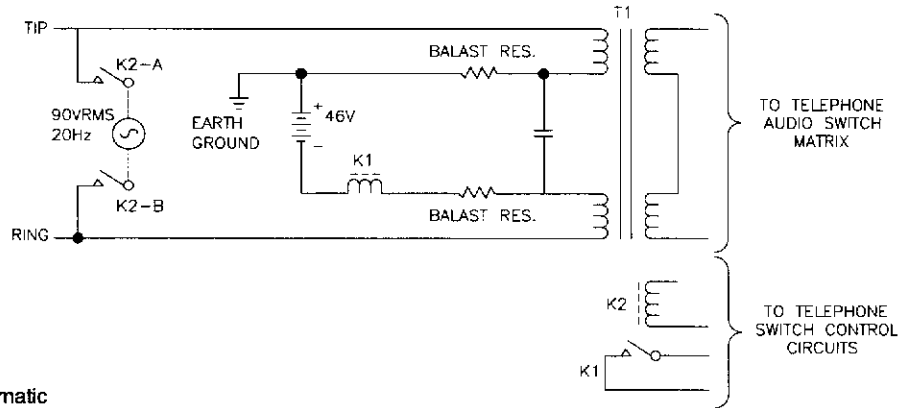 T1
TIP
K2-A
BALAST RES.
90VRMS
20Hz
EARTH
GROUND
+
46V
−
K1
TO TELEPHONE
AUDIO SWITCH
MATRIX
K2-B
BALAST RES.
RING
K2
TO TELEPHONE
SWITCH CONTROL
CIRCUITS
K1
matic